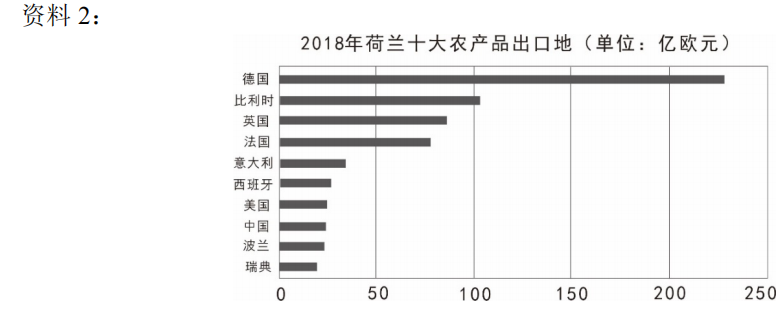 资料 2：
2018年荷兰十大农产品出口地（单位：亿欧元）
德国
比利时
英国
法国
意大利
西班牙
美国
中国
波兰
瑞典
0 50 100 150 200 250